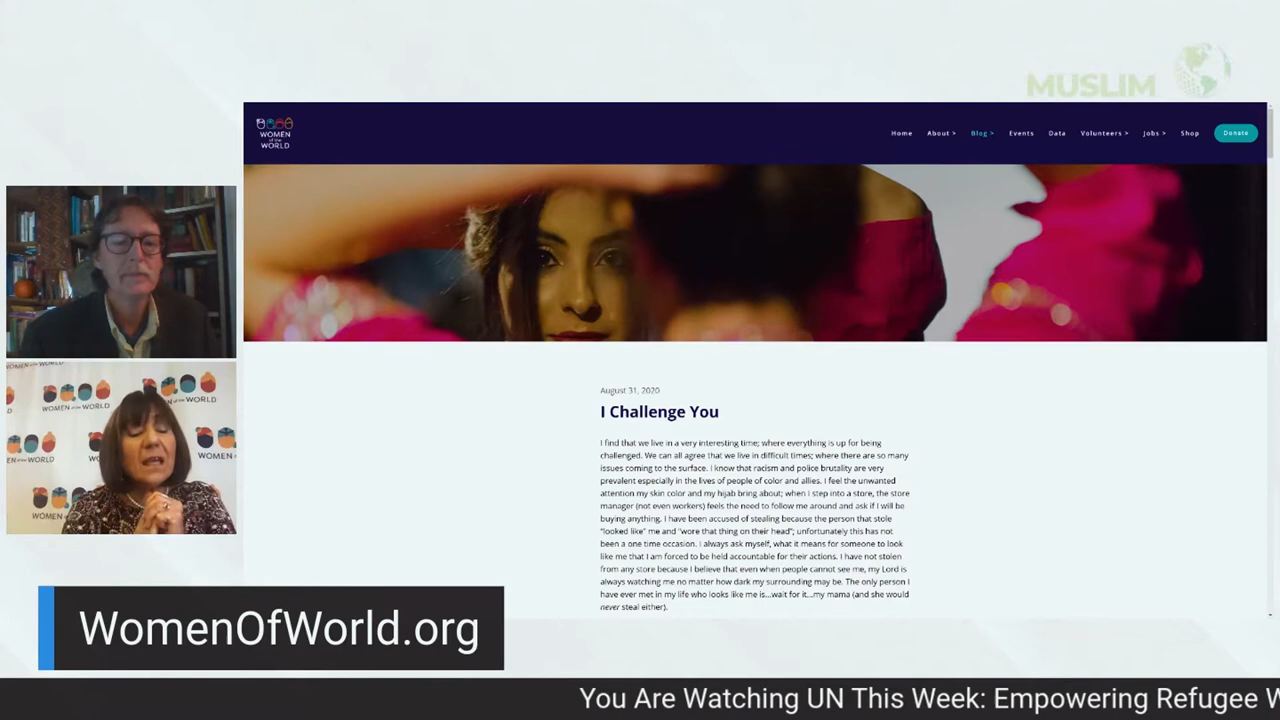 MUSLIM
WOMEN
of the
WORLD
Home About > Blog > Events Data Volunteers > Jobs > Shop Donate
August 31, 2020
I Challenge You
I find that we live in a very interesting time; where everything is up for being
challenged. We can all agree that we live in difficult times; where there are so many
issues coming to the surface. I know that racism and police brutality are very
prevalent especially in the lives of people of color and allies. I feel the unwanted
attention my skin color and my hijab bring about; when I step into a store, the store
manager (not even workers) feels the need to follow me around and ask if I will be
buying anything. I have been accused of stealing because the person that stole
"looked like" me and "wore that thing on their head"; unfortunately this has not
been a one time occasion. I always ask myself, what it means for someone to look
like me that I am forced to be held accountable for their actions. I have not stolen
from any store because I believe that even when people cannot see me, my Lord is
always watching me no matter how dark my surrounding may be. The only person I
have ever met in my life who looks like me is...wait for it...my mama (and she would
never steal either).
WOMEN of the WORLD
WOMEN of the WORLD
WOMEN of the WORLD
WomenOfWorld.org
You Are Watching UN This Week: Empowering Refugee W